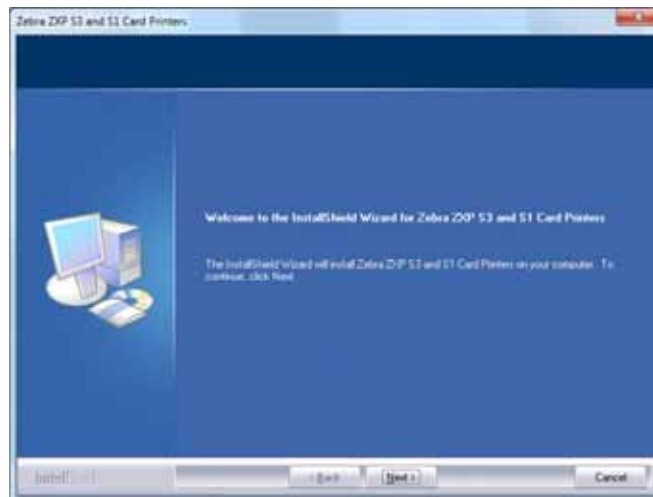 Zebra ZXP S3 and S1 Card Printers
Welcome to the InstallShield Wizard for Zebra ZXP S3 and S1 Card Printers
The InstallShield Wizard will install Zebra ZXP S3 and S1 Card Printers on your computer. To
continue, click Next
InstallShield
< Back
Next >
Cancel